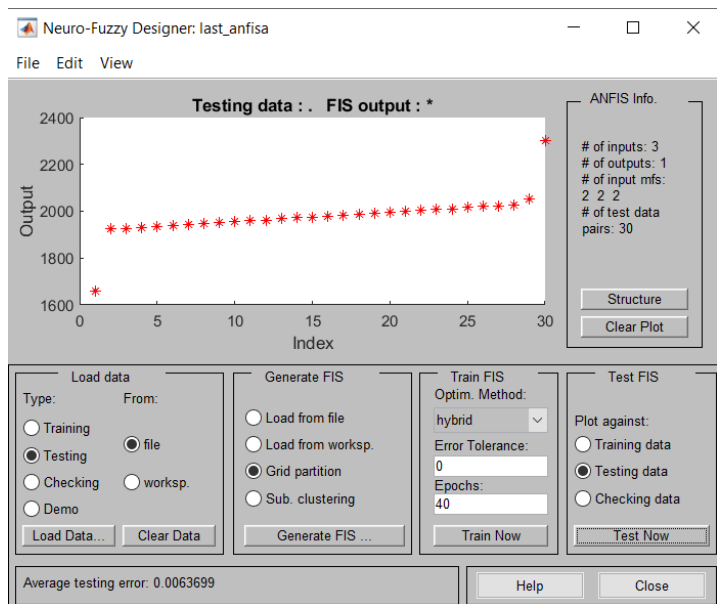 Neuro-Fuzzy Designer: last_anfisa
File Edit View
Testing data : . FIS output : *
2400
2200
2000
1800
1600
Output
0 5 10 15 20 25 30
Index
ANFIS Info.
# of inputs: 3
# of outputs: 1
# of input mfs:
2 2 2
# of test data
pairs: 30
Structure
Clear Plot
Load data
Type: From:
Training
Testing
Checking
Demo
file
worksp.
Load Data... Clear Data
Generate FIS
Load from file
Load from worksp.
Grid partition
Sub. clustering
Generate FIS ...
Train FIS
Optim. Method:
hybrid
Error Tolerance:
0
Epochs:
40
Train Now
Test FIS
Plot against:
Training data
Testing data
Checking data
Test Now
Average testing error: 0.0063699
Help Close